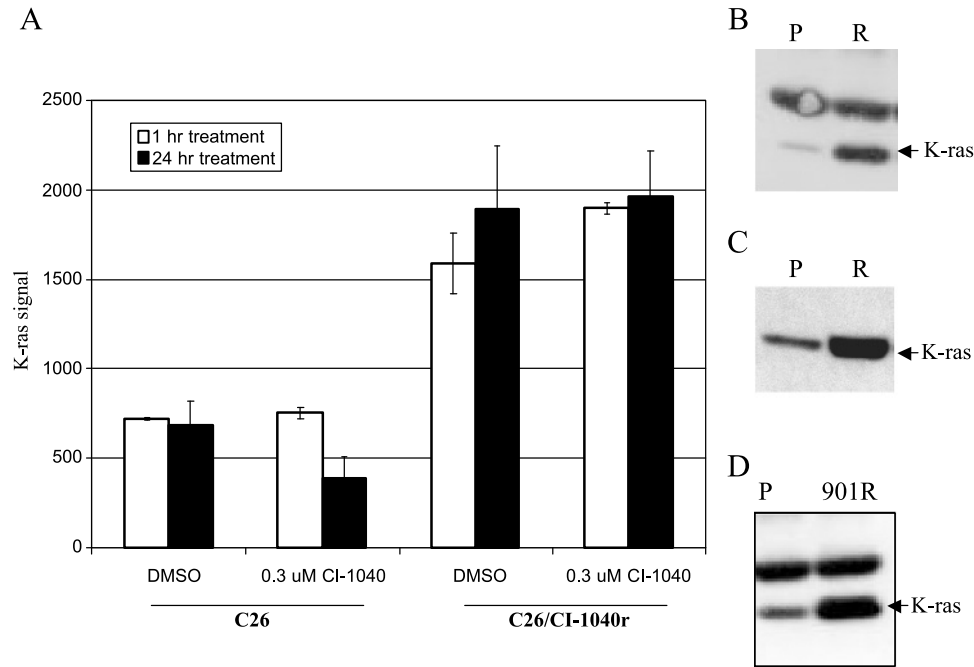 A
K-ras signal
2500
2000
1500
1000
500
0
1 hr treatment
24 hr treatment
DMSO
0.3 uM CI-1040
DMSO
0.3 uM CI-1040
C26
C26/CI-1040r
B
P R
K-ras
C
P R
K-ras
D
P 901R
K-ras